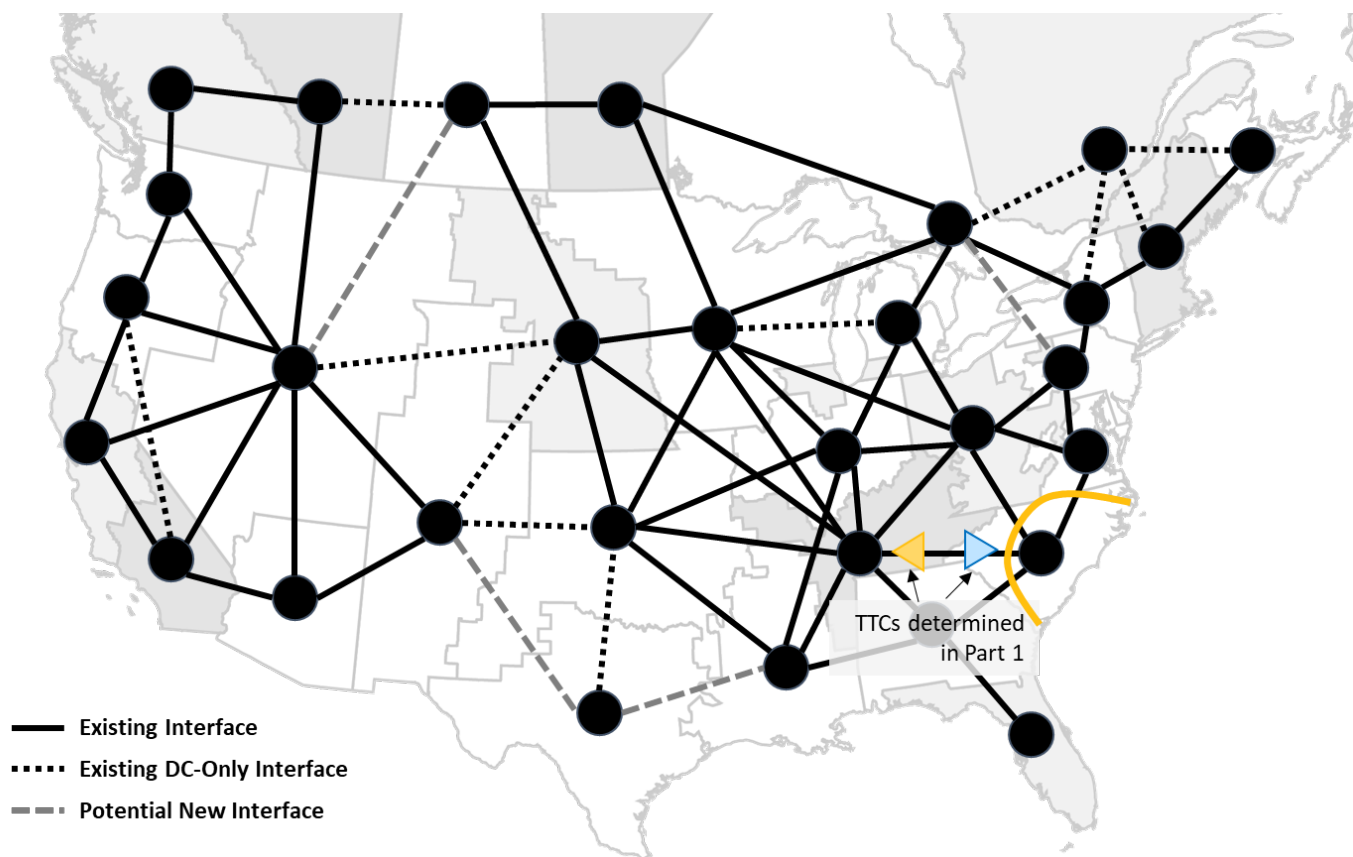 TTCs determined
in Part 1
Existing Interface
Existing DC-Only Interface
Potential New Interface